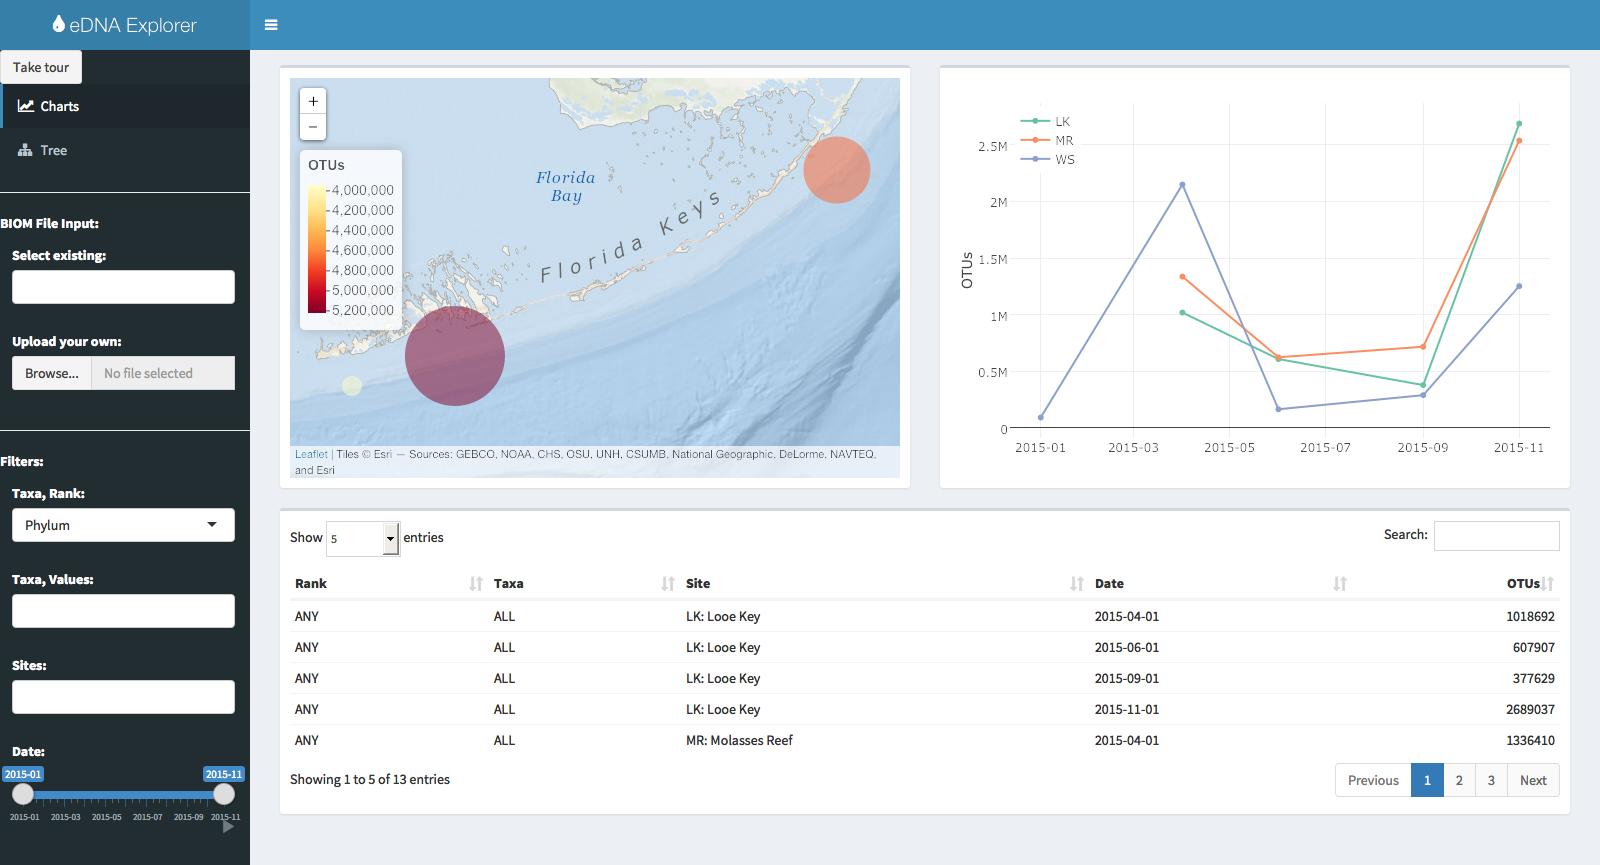 eDNA Explorer
Take tour
Charts
Tree
BIOM File Input:
Select existing:
Upload your own:
Browse... No file selected
Filters:
Taxa, Rank:
Phylum
Taxa, Values:
Sites:
Date:
2015-01 2015-11
2015-01 2015-03 2015-05 2015-07 2015-09 2015-11
+
−
OTUs
4,000,000
4,200,000
4,400,000
4,600,000
4,800,000
5,000,000
5,200,000
Florida
Bay
Florida Keys
Leaflet | Tiles © Esri — Sources: GEBCO, NOAA, CHS, OSU, UNH, CSUMB, National Geographic, DeLorme, NAVTEQ,
and Esri
LK
MR
WS
OTUs
2.5M
2M
1.5M
1M
0.5M
0
2015-01 2015-03 2015-05 2015-07 2015-09 2015-11
Show 5 entries
Search:
Rank Taxa Site Date OTUs
ANY ALL LK: Looe Key 2015-04-01 1018692
ANY ALL LK: Looe Key 2015-06-01 607907
ANY ALL LK: Looe Key 2015-09-01 377629
ANY ALL LK: Looe Key 2015-11-01 2689037
ANY ALL MR: Molasses Reef 2015-04-01 1336410
Showing 1 to 5 of 13 entries
Previous 1 2 3 Next